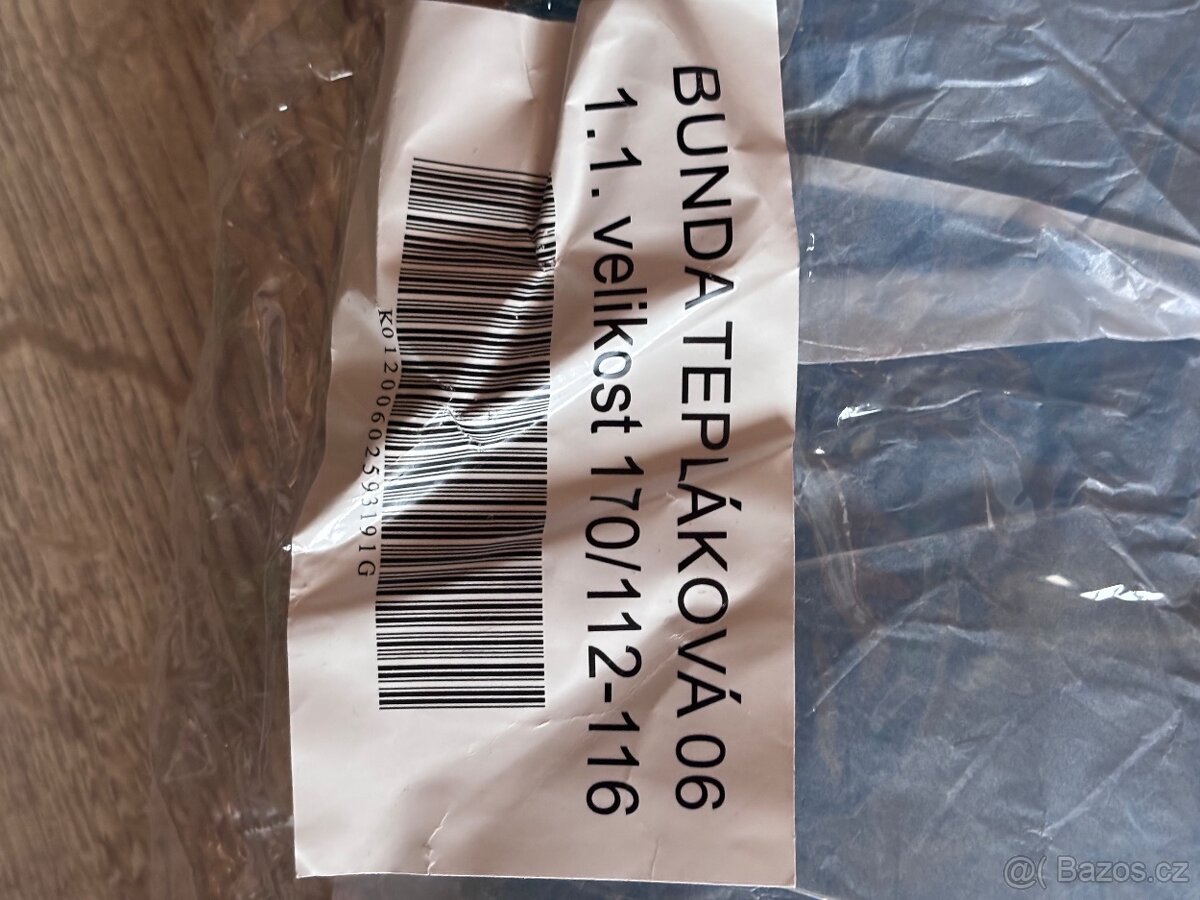 BUNDA TEPLÁKOVÁ 06
1.1. velikost 170/112-116
K01200602593191G
@( Bazos.cz